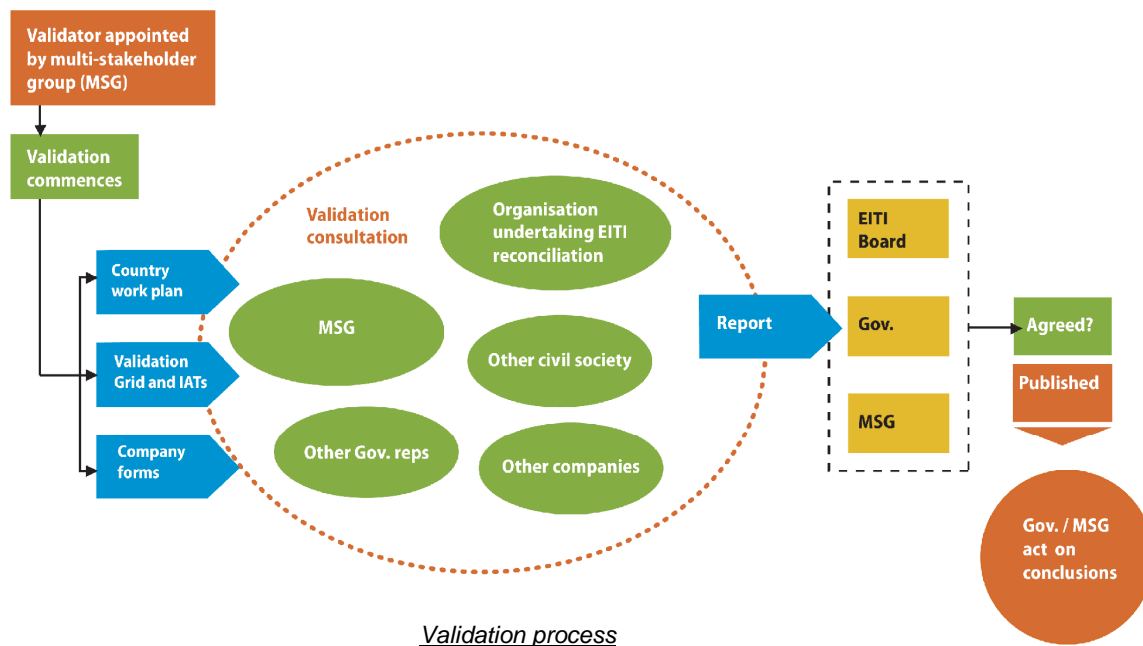 Validator appointed
by multi-stakeholder
group (MSG)
Validation
commences
Country
work plan
Validation
Grid and IATs
Company
forms
Validation
consultation
Organisation
undertaking EITI
reconciliation
MSG
Other civil society
Other Gov. reps
Other companies
Report
EITI
Board
Gov.
MSG
Agreed?
Published
Gov. / MSG
act on
conclusions
Validation process